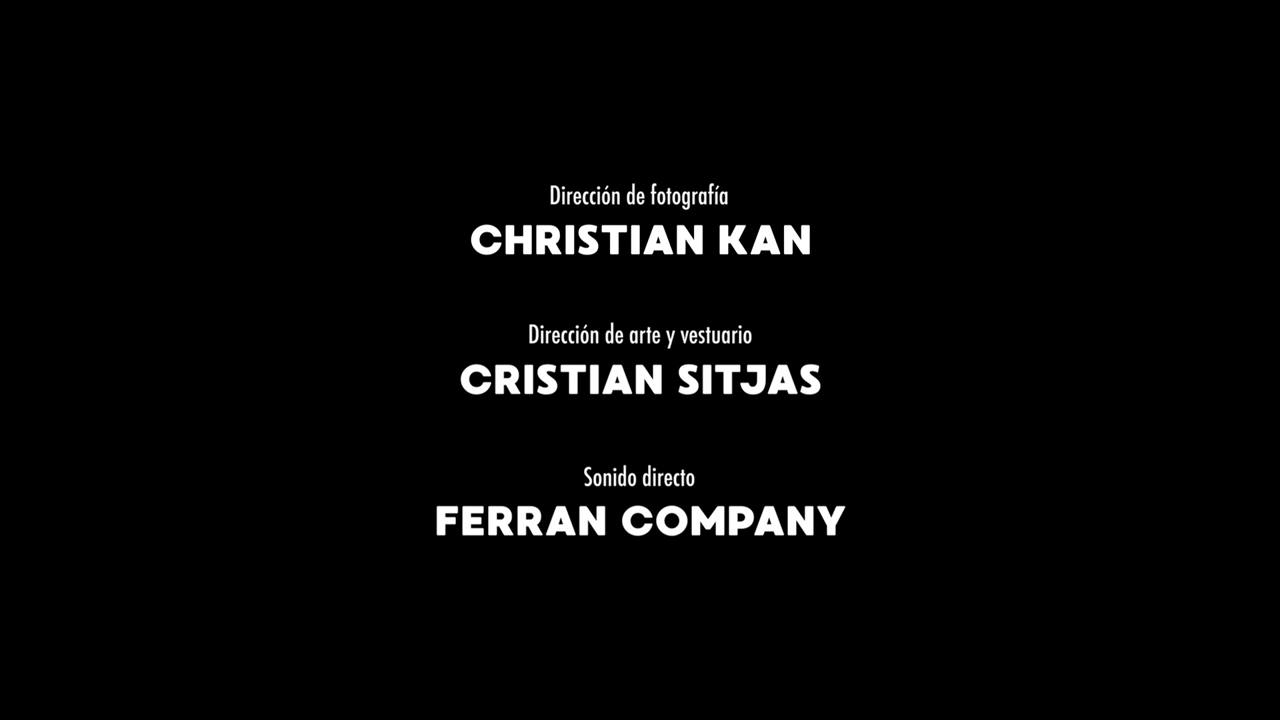 Dirección de fotografía
CHRISTIAN KAN
Dirección de arte y vestuario
CRISTIAN SITJAS
Sonido directo
FERRAN COMPANY